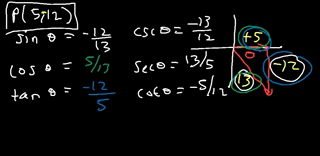 P(5,-12)
sin θ = -12/13 csc θ = -13/12
cos θ = 5/13 sec θ = 13/5
tan θ = -12/5 cot θ = -5/12
+5
θ
-12
13